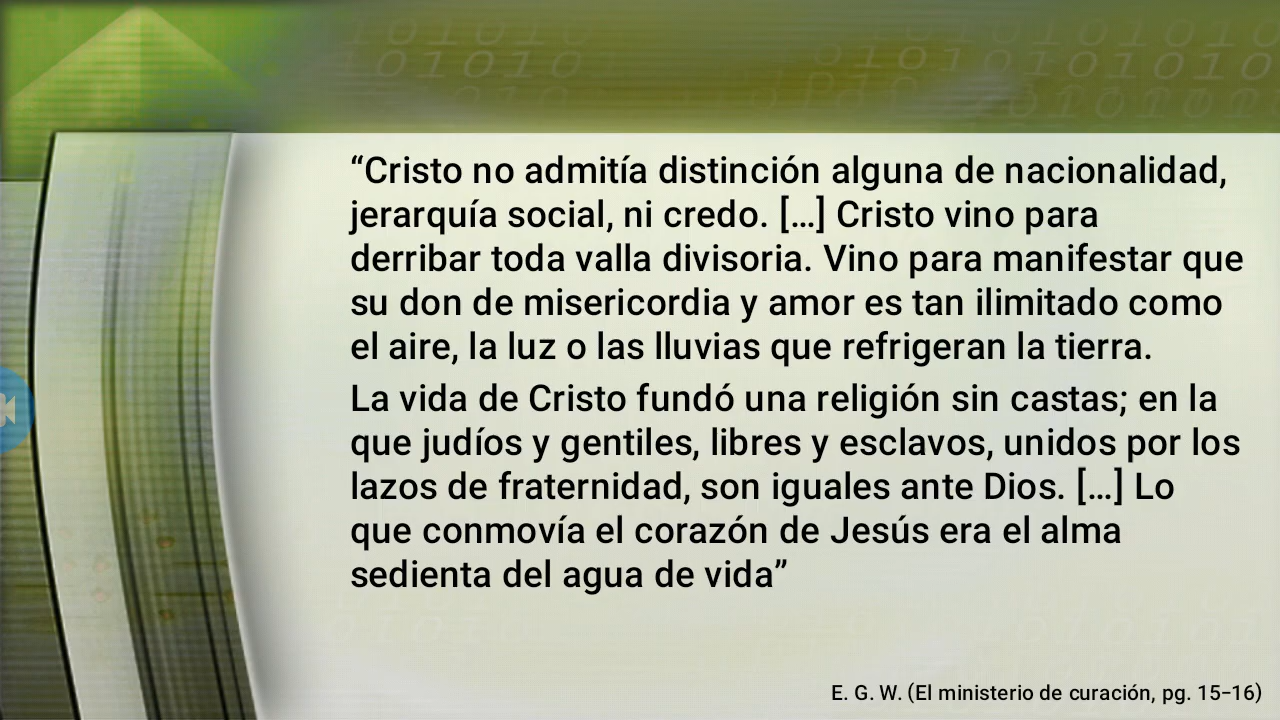 “Cristo no admitía distinción alguna de nacionalidad,
jerarquía social, ni credo. [...] Cristo vino para
derribar toda valla divisoria. Vino para manifestar que
su don de misericordia y amor es tan ilimitado como
el aire, la luz o las lluvias que refrigeran la tierra.
La vida de Cristo fundó una religión sin castas; en la
que judíos y gentiles, libres y esclavos, unidos por los
lazos de fraternidad, son iguales ante Dios. [...] Lo
que conmovía el corazón de Jesús era el alma
sedienta del agua de vida”
E. G. W. (El ministerio de curación, pg. 15-16)